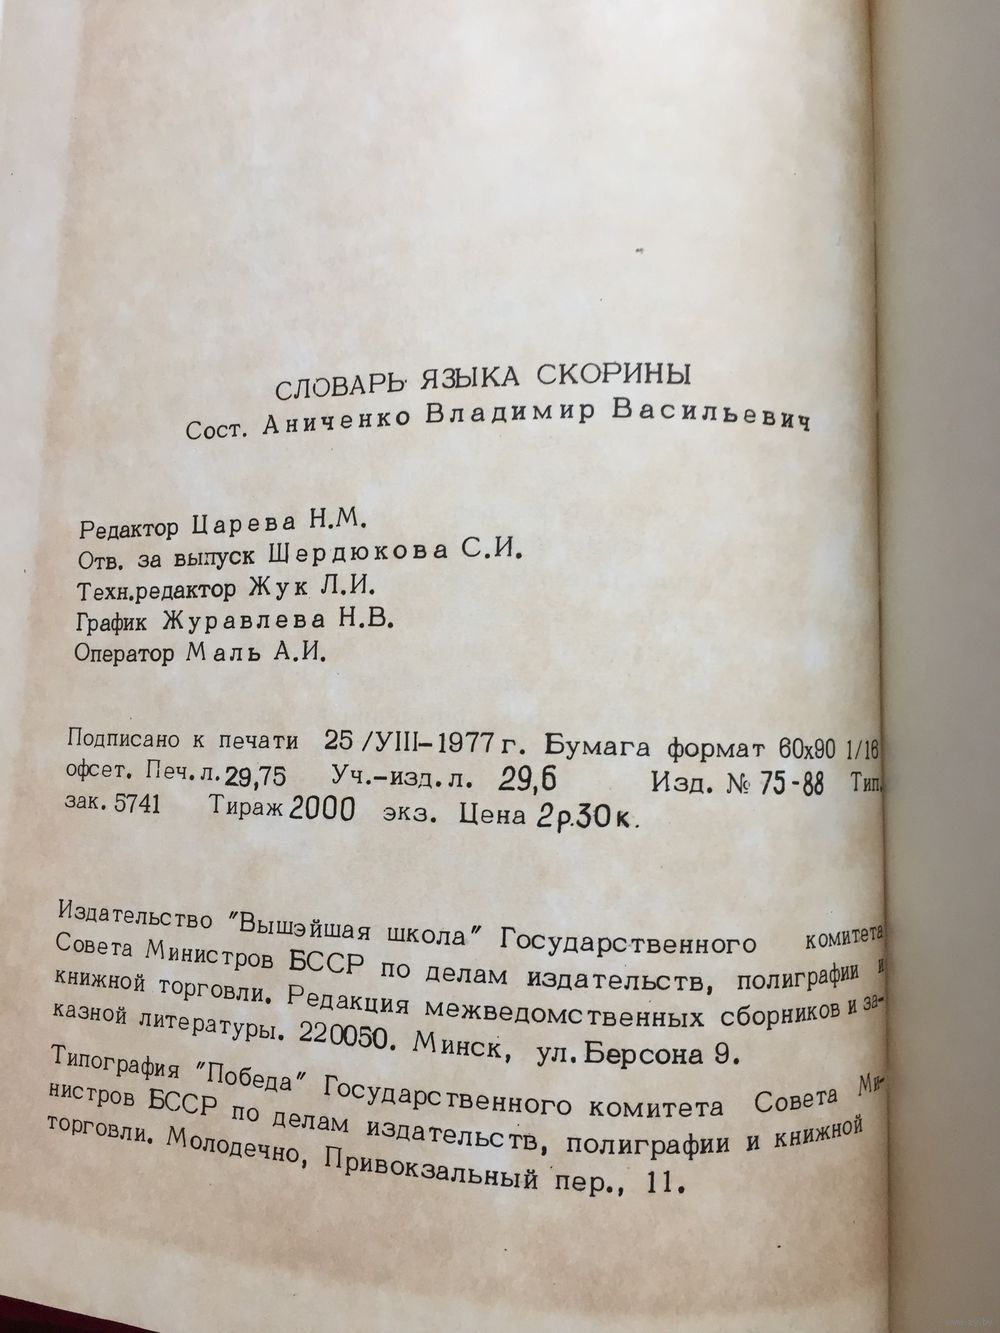 СЛОВАРЬ ЯЗЫКА СКОРИНЫ
Сост. Аниченко Владимир Васильевич
Редактор Царева Н.М.
Отв. за выпуск Шердюкова С.И.
Техн.редактор Жук Л.И.
График Журавлева Н.В.
Оператор Маль А.И.
Подписано к печати 25/УIII-1977г. Бумага формат 60х90 1/16
офсет. Печ.л.29,75 Уч.-изд.л. 29,6 Изд. № 75-88 Тип.
зак. 5741 Тираж 2000 экз. Цена 2р.30к.
Издательство "Вышэйшая школа" Государственного комитета
Совета Министров БССР по делам издательств, полиграфии и
книжной торговли. Редакция межведомственных сборников и за-
казной литературы. 220050. Минск, ул.Берсона 9.
Типография "Победа" Государственного комитета Совета Ми-
нистров БССР по делам издательств, полиграфии и книжной
торговли. Молодечно, Привокзальный пер., 11.